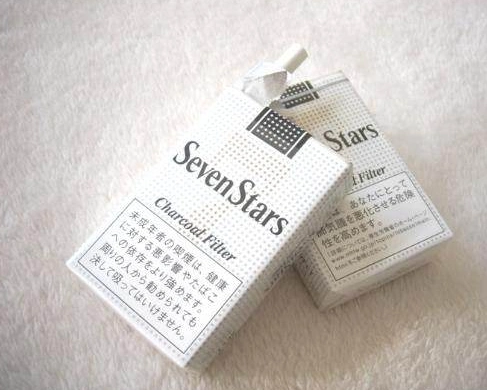 SevenStars
Charcoal Filter
未成年者の喫煙は、健康
に対する悪影響やたばこ
への依存をより強めます。
周りの人から勧められても
決して吸ってはいけません。
Stars
Filter
あなたにとって
気腫を悪化させる危険
性を高めます。